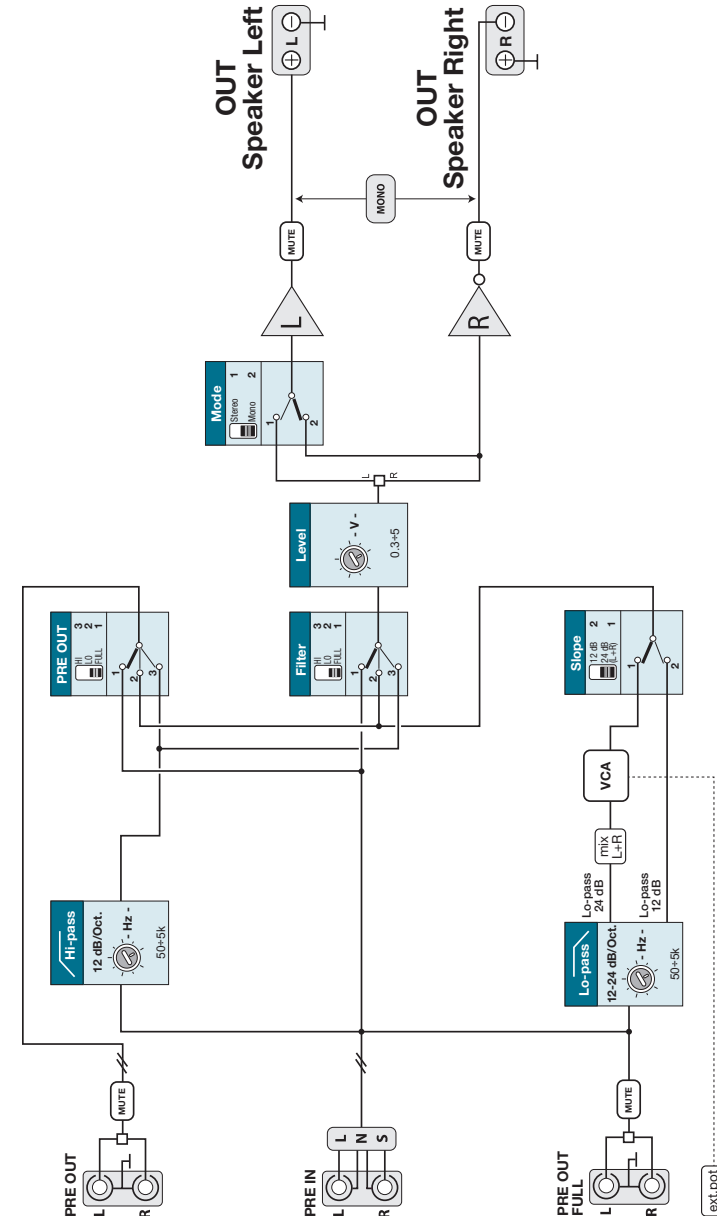 PRE OUT
L
R
MUTE
Hi-pass
12 dB/Oct.
- Hz -
50÷5k
PRE OUT
HI
LO
FULL
3
2
1
1
2
3
PRE IN
L
R
L
N
S
Filter
HI
LO
FULL
3
2
1
1
2
3
Level
- V -
0.3÷5
L
R
Mode
Stereo
Mono
1
2
1
2
L
MUTE
OUT
Speaker Left
L
MONO
R
MUTE
OUT
Speaker Right
R
PRE OUT
FULL
L
R
MUTE
Lo-pass
12-24 dB/Oct.
- Hz -
50÷5k
Lo-pass
24 dB
Lo-pass
12 dB
mix
L+R
VCA
Slope
12 dB
24 dB
(L+R)
2
1
1
2
ext.pot